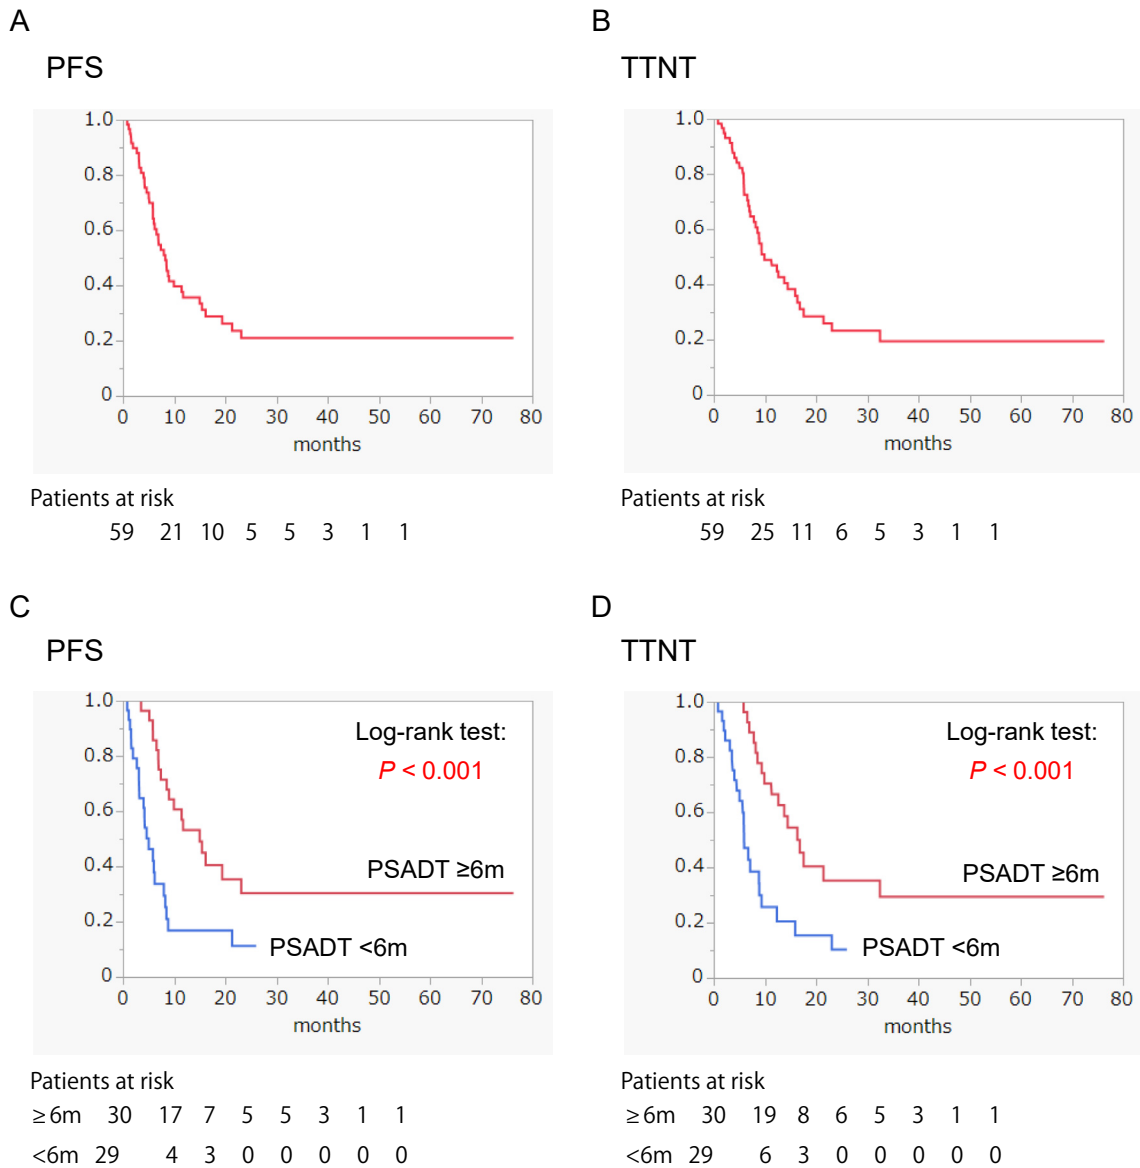 A
PFS
1.0
0.8
0.6
0.4
0.2
0
0 10 20 30 40 50 60 70 80
months
Patients at risk
59 21 10 5 5 3 1 1
B
TTNT
1.0
0.8
0.6
0.4
0.2
0
0 10 20 30 40 50 60 70 80
months
Patients at risk
59 25 11 6 5 3 1 1
C
PFS
1.0
0.8
0.6
0.4
0.2
0
Log-rank test:
P < 0.001
PSADT ≥6m
PSADT <6m
0 10 20 30 40 50 60 70 80
months
Patients at risk
≥6m 30 17 7 5 5 3 1 1
<6m 29 4 3 0 0 0 0 0
D
TTNT
1.0
0.8
0.6
0.4
0.2
0
Log-rank test:
P < 0.001
PSADT ≥6m
PSADT <6m
0 10 20 30 40 50 60 70 80
months
Patients at risk
≥6m 30 19 8 6 5 3 1 1
<6m 29 6 3 0 0 0 0 0